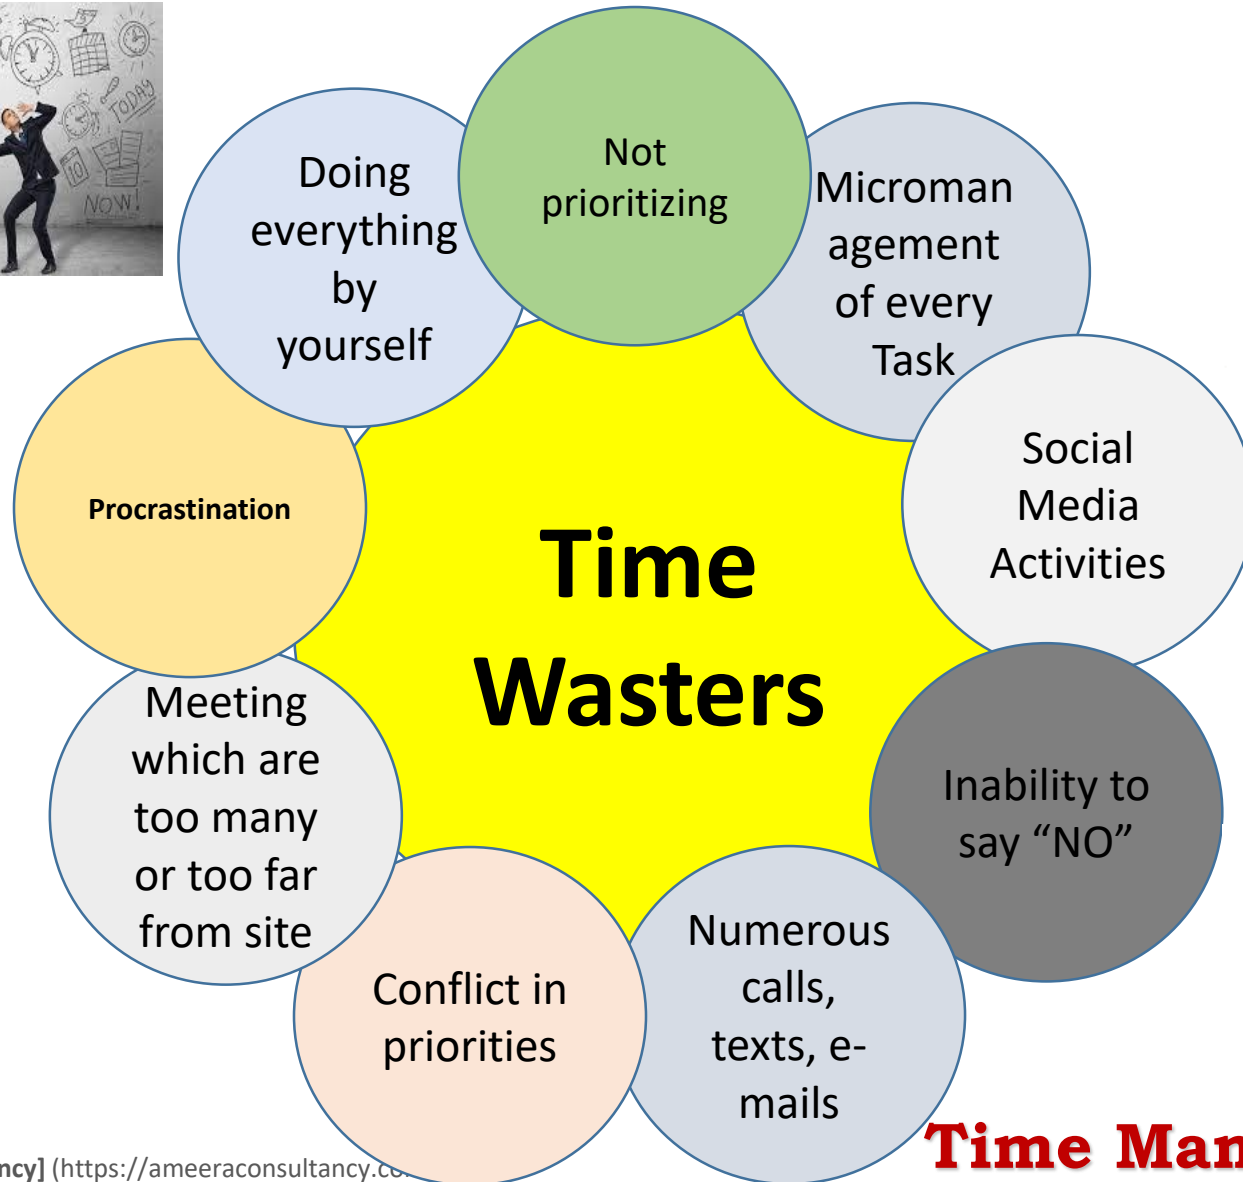 TODAY
10
NOW!
Not
prioritizing
Doing
everything
by
yourself
Microman
agement
of every
Task
Social
Media
Activities
Procrastination
Time
Wasters
Meeting
which are
too many
or too far
from site
Inability to
say “NO”
Numerous
calls,
texts, e-
mails
Conflict in
priorities
Time Man
ncy] (https://ameeraconsultancy.co